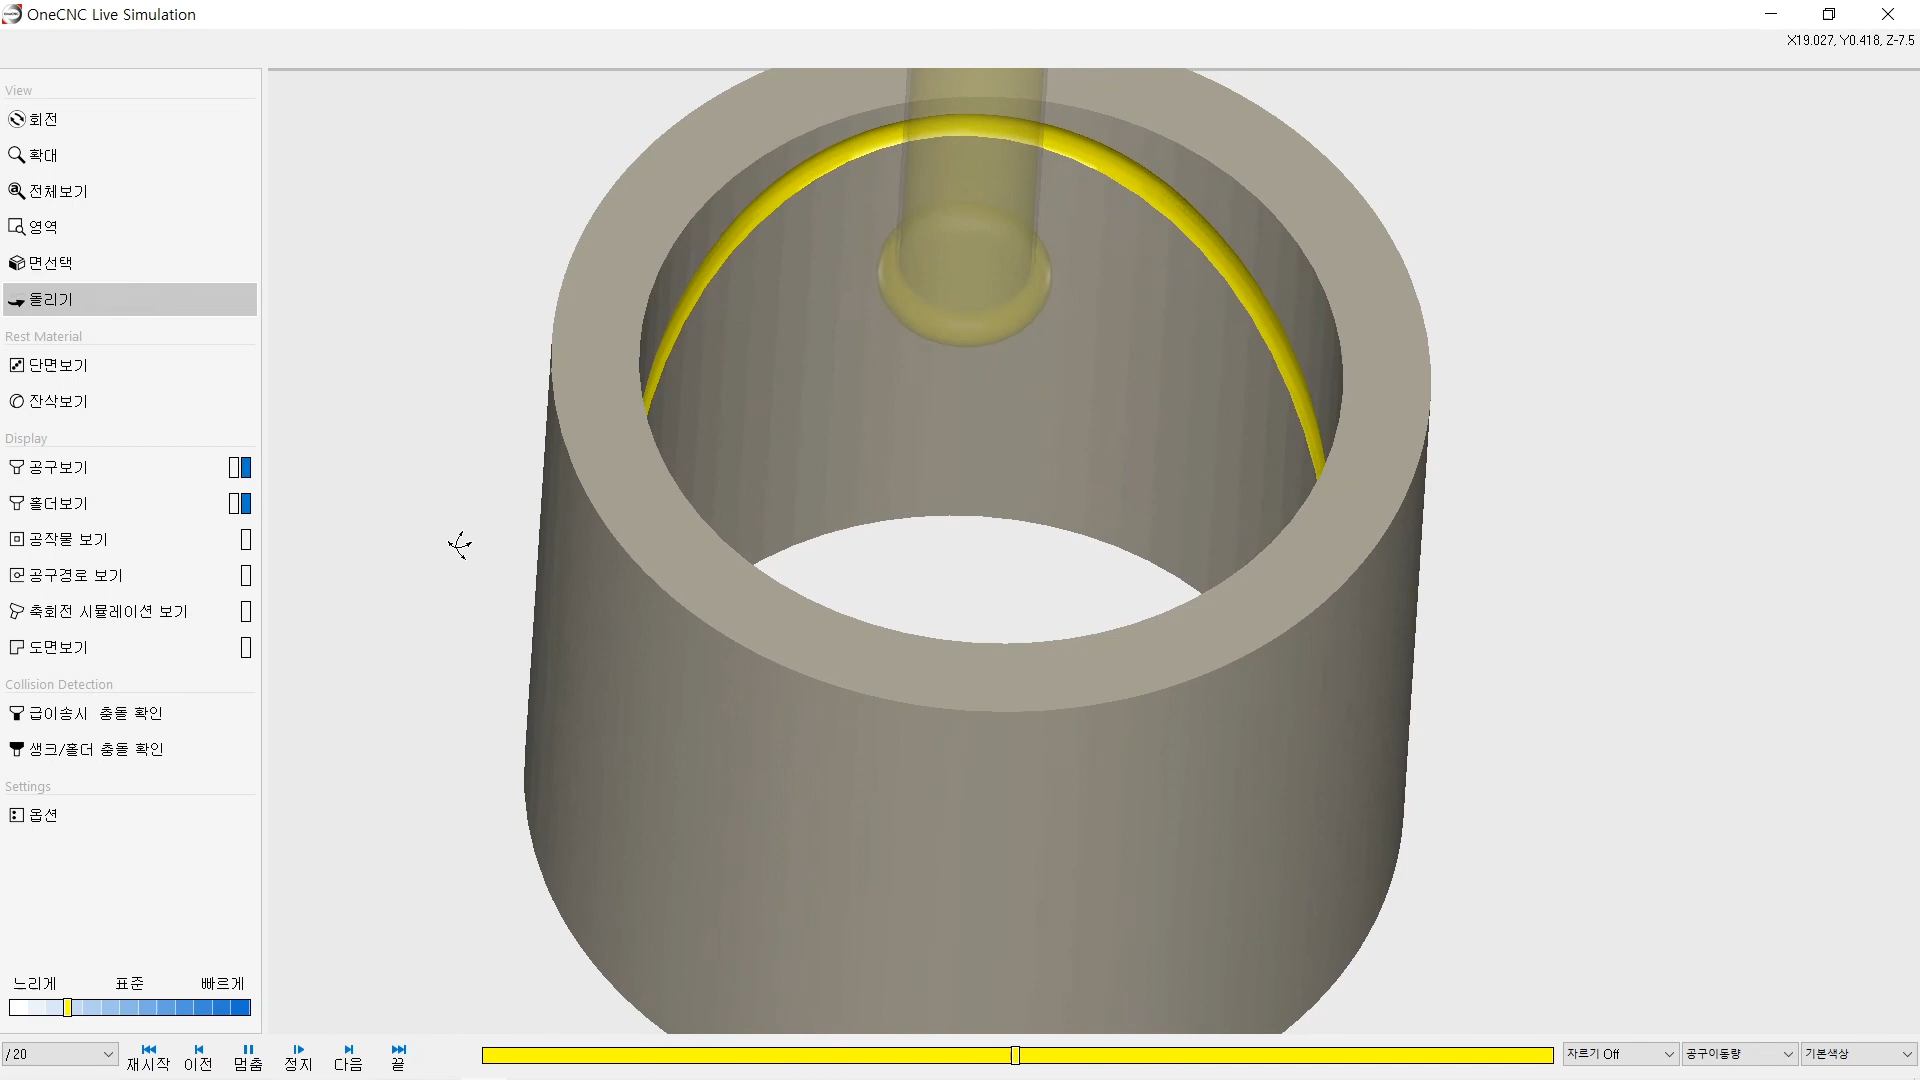 OneCNC Live Simulation
X19.027, Y0.418, Z-7.5
View
회전
확대
전체보기
영역
면선택
돌리기
Rest Material
단면보기
잔삭보기
Display
공구보기
홀더보기
공작물 보기
공구경로 보기
축회전 시뮬레이션 보기
도면보기
Collision Detection
급이송시 충돌 확인
생크/홀더 충돌 확인
Settings
옵션
느리게 표준 빠르게
/20
재시작 이전 멈춤 정지 다음 끝
자르기 Off
공구이동량
기본색상